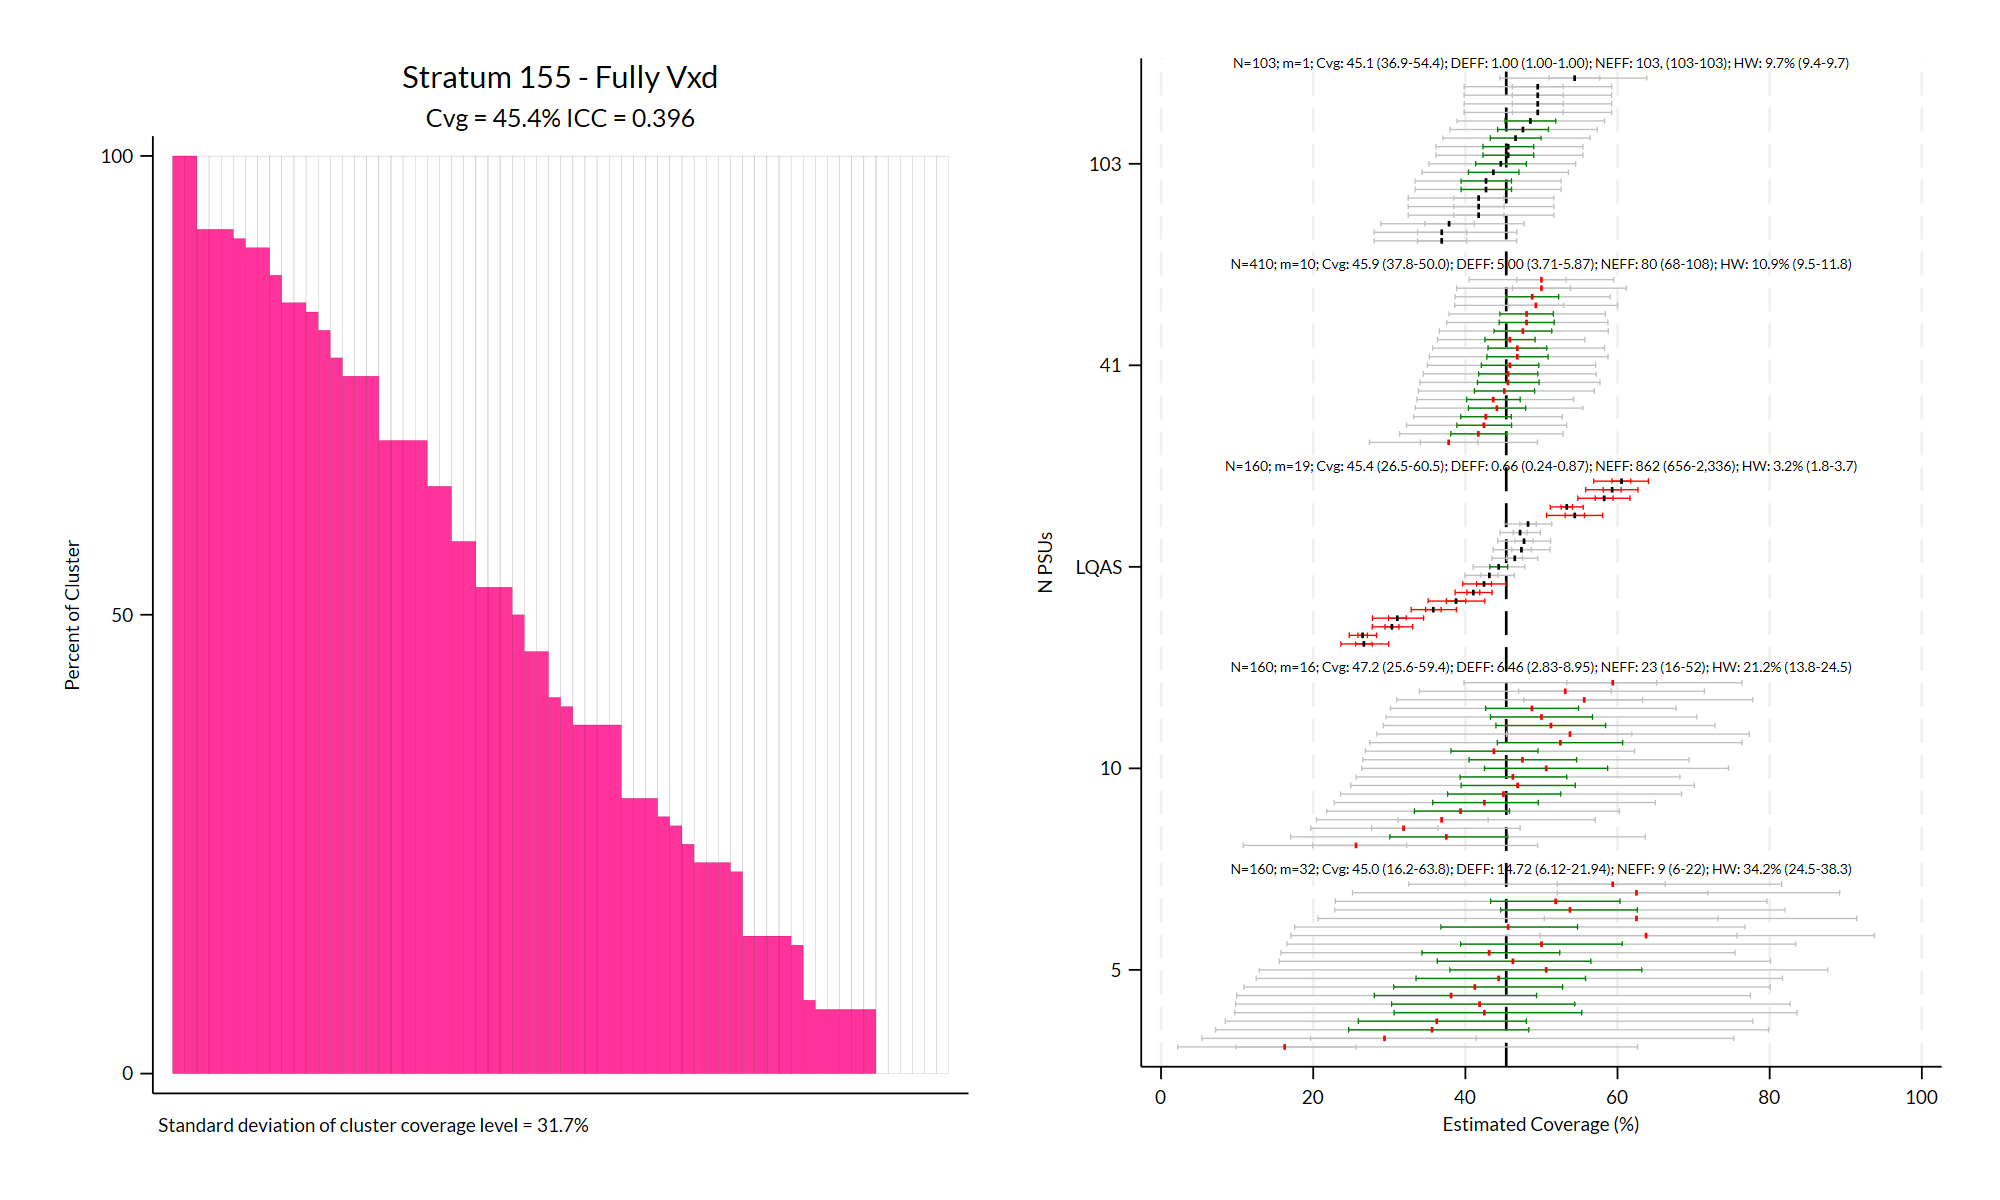 Stratum 155 - Fully Vxd
Cvg = 45.4% ICC = 0.396
100
50
0
Percent of Cluster
Standard deviation of cluster coverage level = 31.7%
N=103; m=1; Cvg: 45.1 (36.9-54.4); DEFF: 1.00 (1.00-1.00); NEFF: 103, (103-103); HW: 9.7% (9.4-9.7)
103
N=410; m=10; Cvg: 45.9 (37.8-50.0); DEFF: 5.00 (3.71-5.87); NEFF: 80 (68-108); HW: 10.9% (9.5-11.8)
41
N=160; m=19; Cvg: 45.4 (26.5-60.5); DEFF: 0.66 (0.24-0.87); NEFF: 862 (656-2,336); HW: 3.2% (1.8-3.7)
LQAS
N PSUs
N=160; m=16; Cvg: 47.2 (25.6-59.4); DEFF: 6.46 (2.83-8.95); NEFF: 23 (16-52); HW: 21.2% (13.8-24.5)
10
N=160; m=32; Cvg: 45.0 (16.2-63.8); DEFF: 14.72 (6.12-21.94); NEFF: 9 (6-22); HW: 34.2% (24.5-38.3)
5
0 20 40 60 80 100
Estimated Coverage (%)